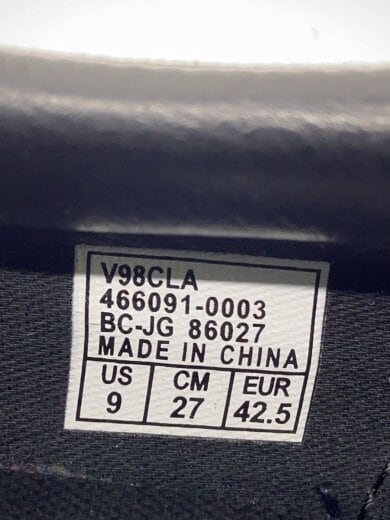 V98CLA
466091-0003
BC-JG 86027
MADE IN CHINA
US CM EUR
9 27 42.5